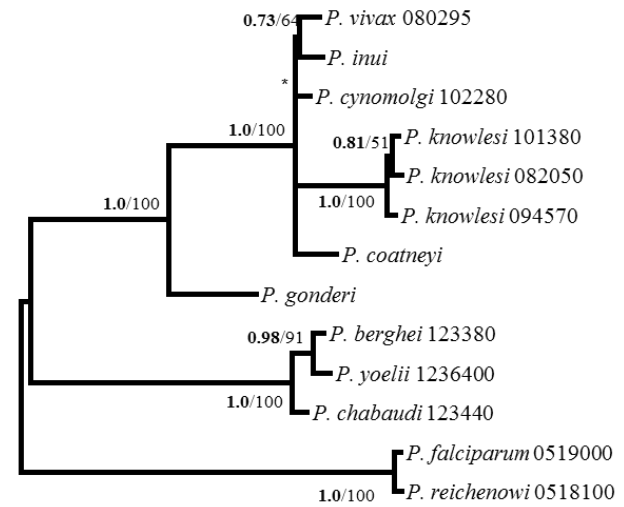 0.73/64
P. vivax 080295
P. inui
*
P. cynomolgi 102280
1.0/100
0.81/51
P. knowlesi 101380
P. knowlesi 082050
1.0/100
P. knowlesi 094570
1.0/100
P. coatneyi
P. gonderi
0.98/91
P. berghei 123380
P. yoelii 1236400
1.0/100
P. chabaudi 123440
P. falciparum 0519000
P. reichenowi 0518100
1.0/100